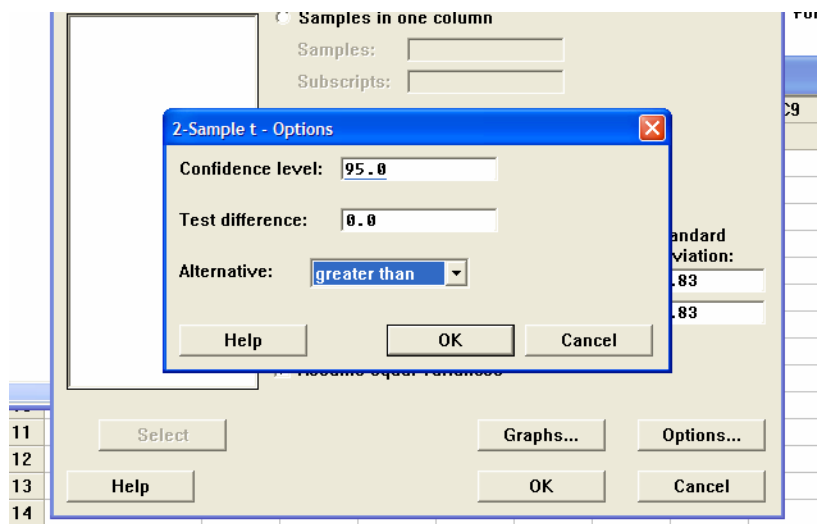 Samples in one column
Samples:
Subscripts:
C9
2-Sample t - Options
Confidence level: 95.0
Test difference: 0.0
Alternative: greater than
andard
viation:
.83
.83
Help OK Cancel
11 Select Graphs... Options...
12
13 Help OK Cancel
14